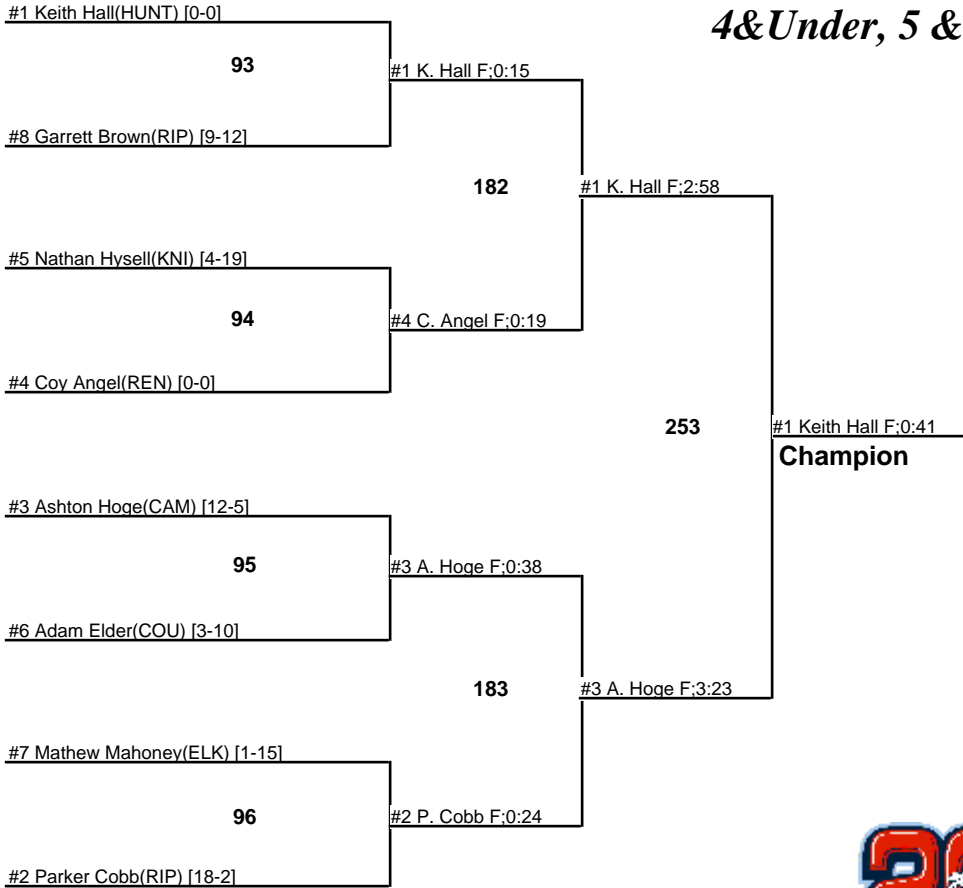 #1 Keith Hall(HUNT) [0-0]
4&Under, 5 &
93
#1 K. Hall F;0:15
#8 Garrett Brown(RIP) [9-12]
182
#1 K. Hall F;2:58
#5 Nathan Hysell(KNI) [4-19]
94
#4 C. Angel F;0:19
#4 Coy Angel(REN) [0-0]
253
#1 Keith Hall F;0:41
Champion
#3 Ashton Hoge(CAM) [12-5]
95
#3 A. Hoge F;0:38
#6 Adam Elder(COU) [3-10]
183
#3 A. Hoge F;3:23
#7 Mathew Mahoney(ELK) [1-15]
96
#2 P. Cobb F;0:24
#2 Parker Cobb(RIP) [18-2]